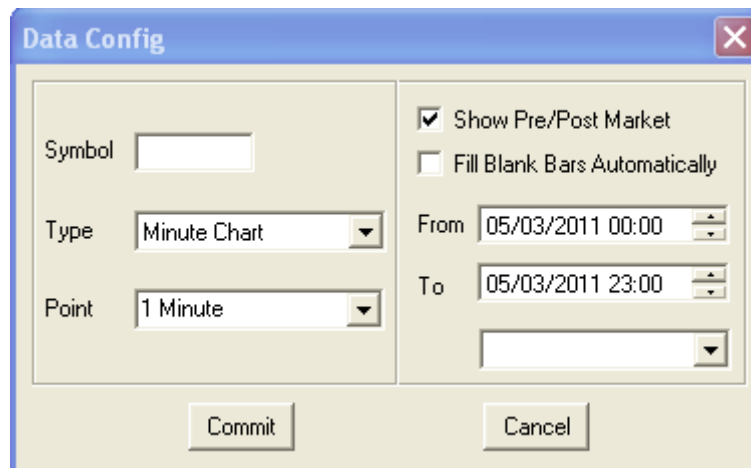 Data Config
Symbol
Type Minute Chart
Point 1 Minute
Show Pre/Post Market
Fill Blank Bars Automatically
From 05/03/2011 00:00
To 05/03/2011 23:00
Commit
Cancel